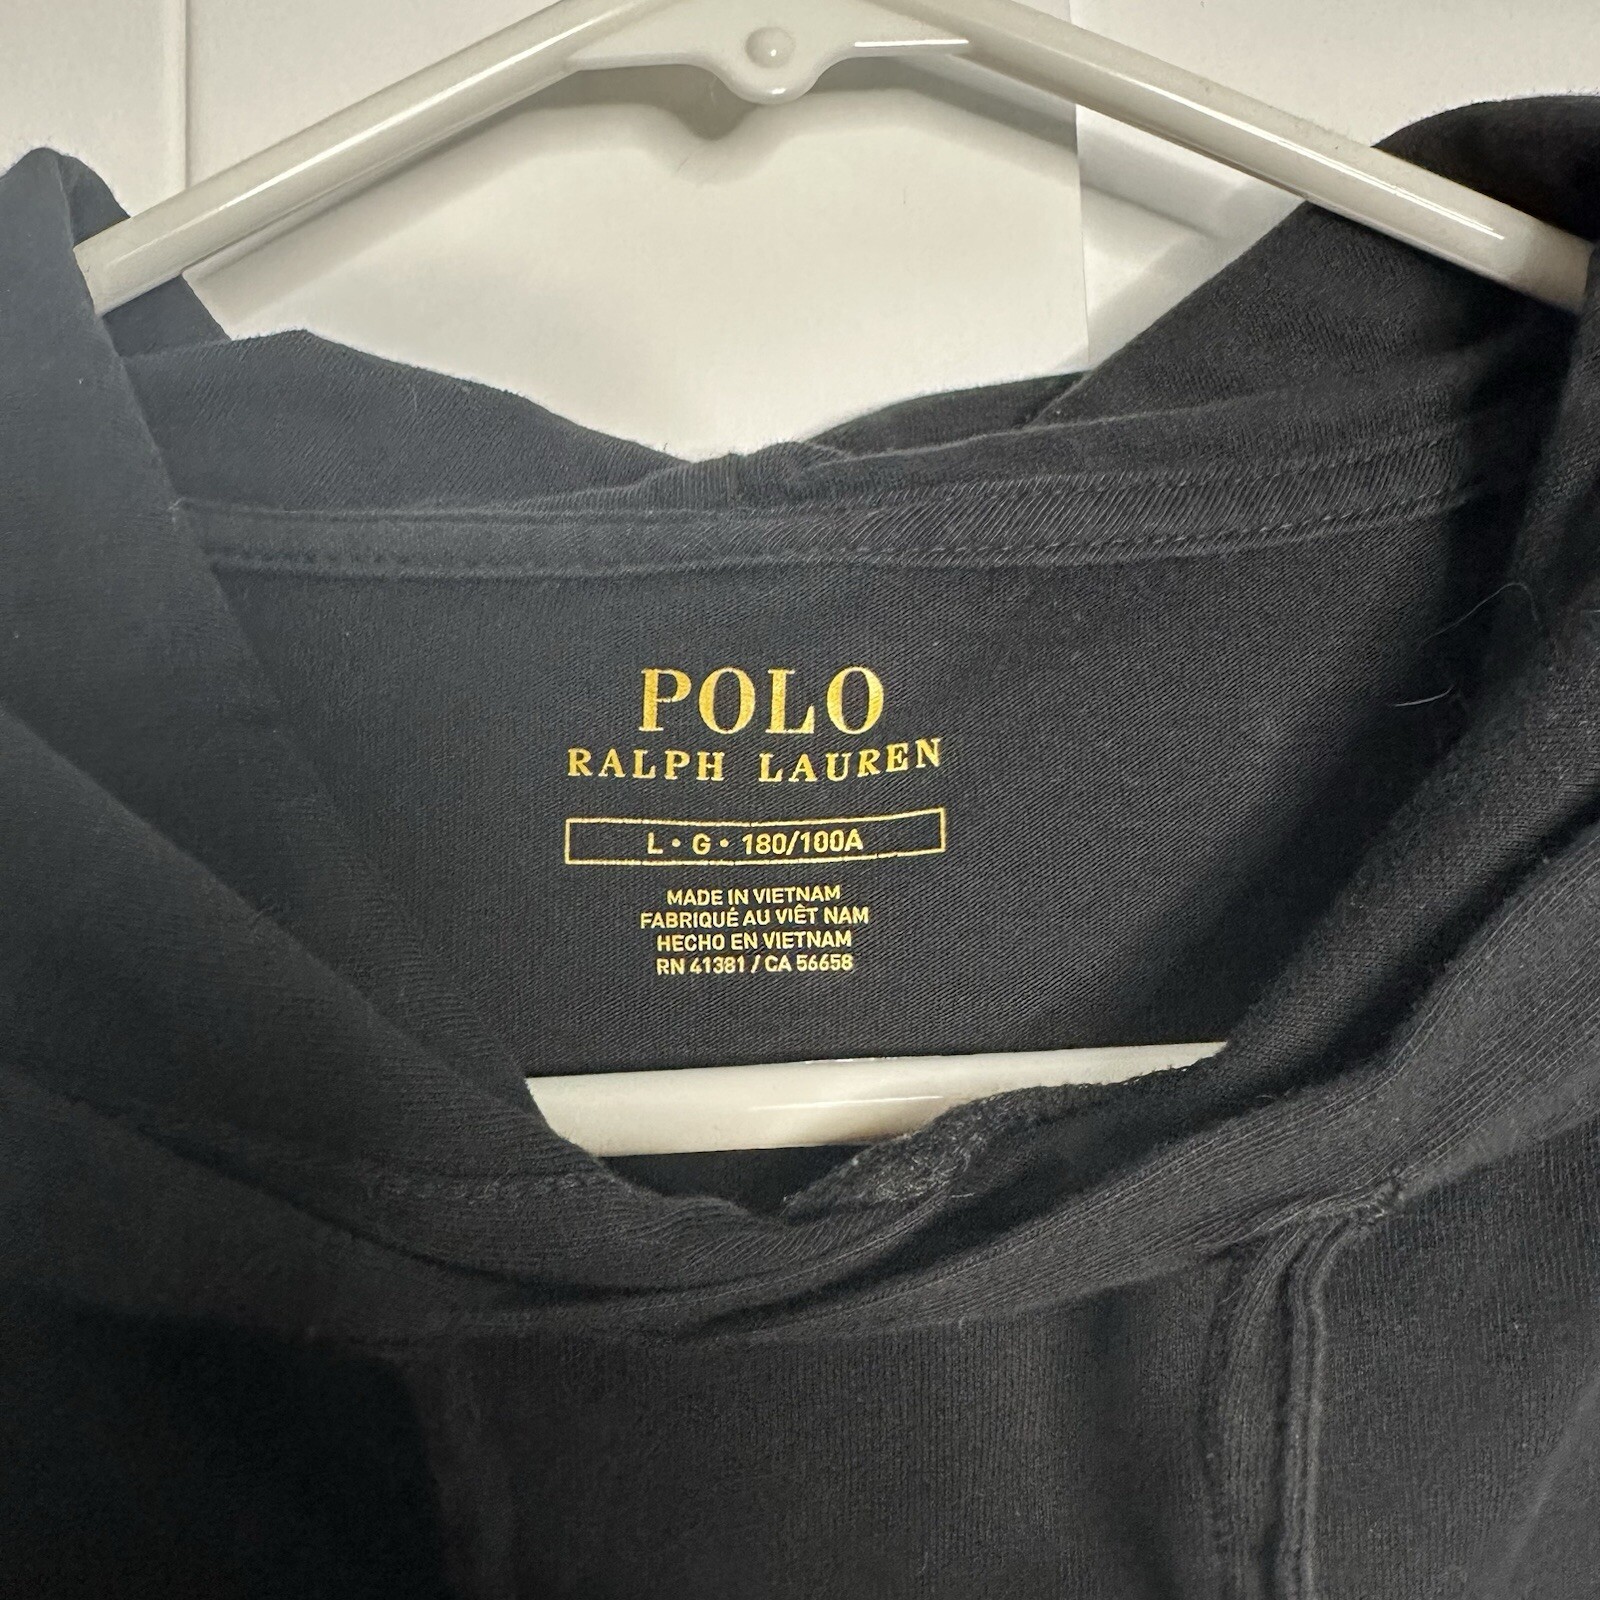 POLO
RALPH LAUREN
L • G • 180/100A
MADE IN VIETNAM
FABRIQUÉ AU VIÊT NAM
HECHO EN VIETNAM
RN 41381 / CA 56658